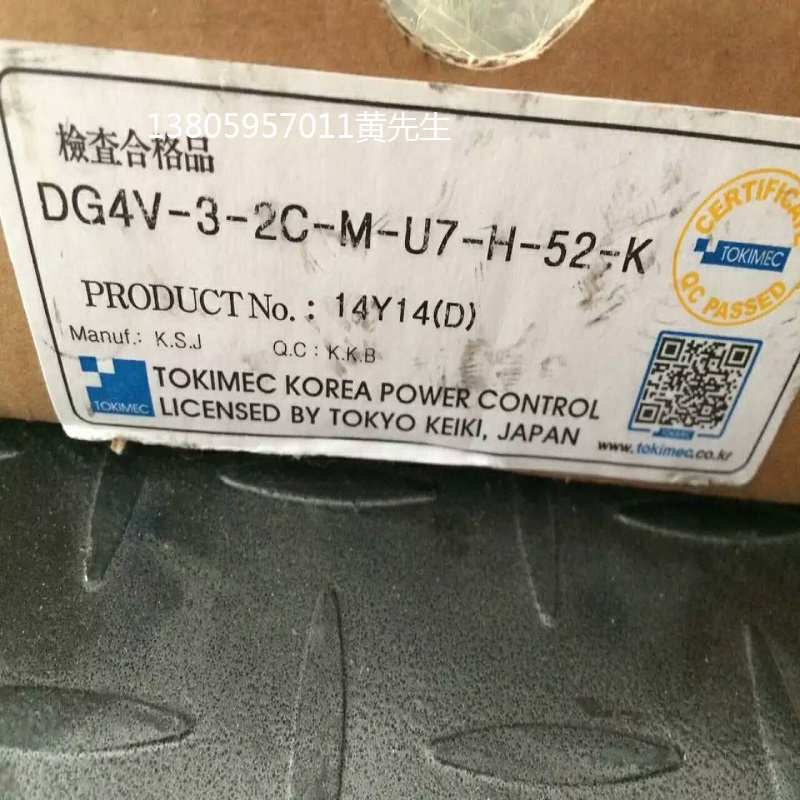 13805957011黄先生
檢査合格品
DG4V-3-2C-M-U7-H-52-K
CERTIFICATE
TOKIMEC
QC PASSED
PRODUCT No. : 14Y14(D)
Manuf.: K.S.J
Q.C : K.K.B
TOKIMEC
TOKIMEC KOREA POWER CONTROL
LICENSED BY TOKYO KEIKI, JAPAN
www.tokimec.co.kr